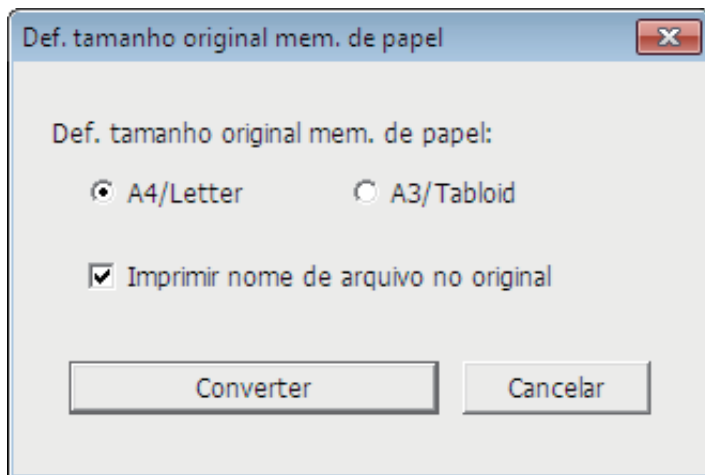 Def. tamanho original mem. de papel
Def. tamanho original mem. de papel:
A4/Letter A3/Tabloid
Imprimir nome de arquivo no original
Converter Cancelar